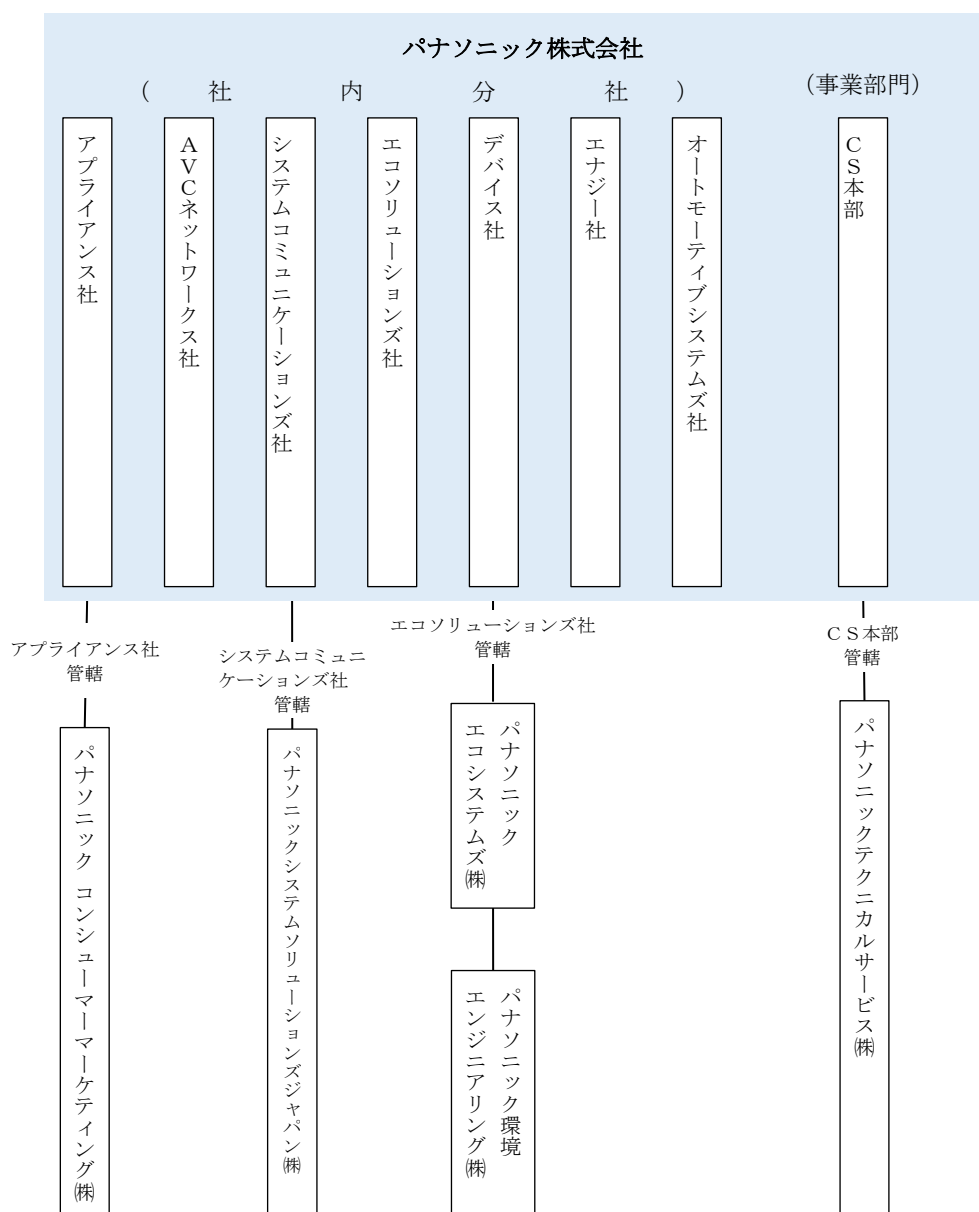 パナソニック株式会社
(社内分社)
(事業部門)
アプライアンス社
AVCネットワークス社
システムコミュニケーションズ社
エコソリューションズ社
デバイス社
エナジー社
オートモーティブシステムズ社
CS本部
アプライアンス社
管轄
システムコミュニ
ケーションズ社
管轄
エコソリューションズ社
管轄
CS本部
管轄
パナソニック コンシューマーマーケティング㈱
パナソニックシステムソリューションズジャパン㈱
パナソニック
エコシステムズ㈱
パナソニック環境
エンジニアリング㈱
パナソニックテクニカルサービス㈱